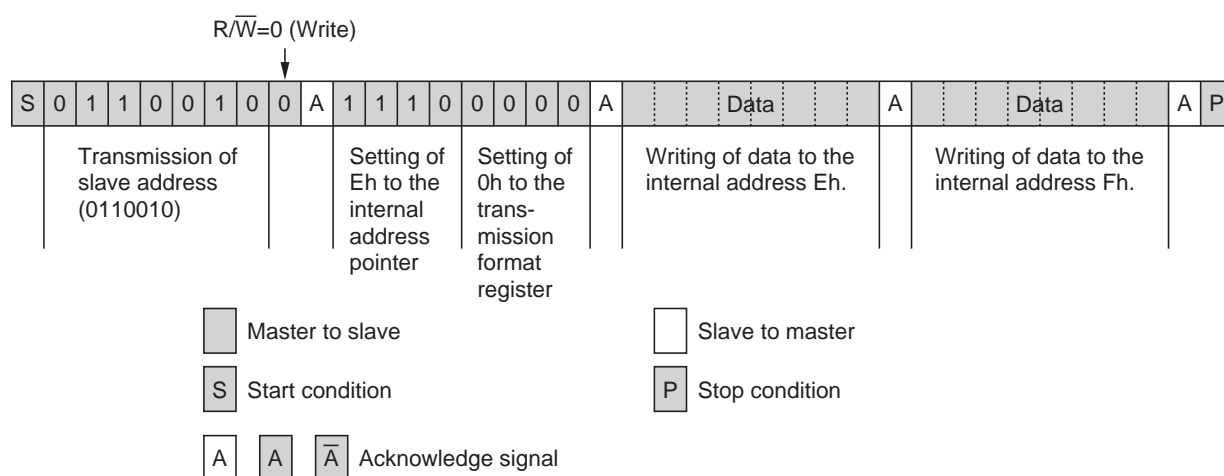 R/W̅=0 (Write)
S 0 1 1 0 0 1 0 0 A 1 1 1 0 0 0 0 0 A Data A Data A P
Transmission of
slave address
(0110010)
Setting of
Eh to the
internal
address
pointer
Setting of
0h to the
trans-
mission
format
register
Writing of data to the
internal address Eh.
Writing of data to the
internal address Fh.
Master to slave
Slave to master
S Start condition
P Stop condition
A A A̅ Acknowledge signal